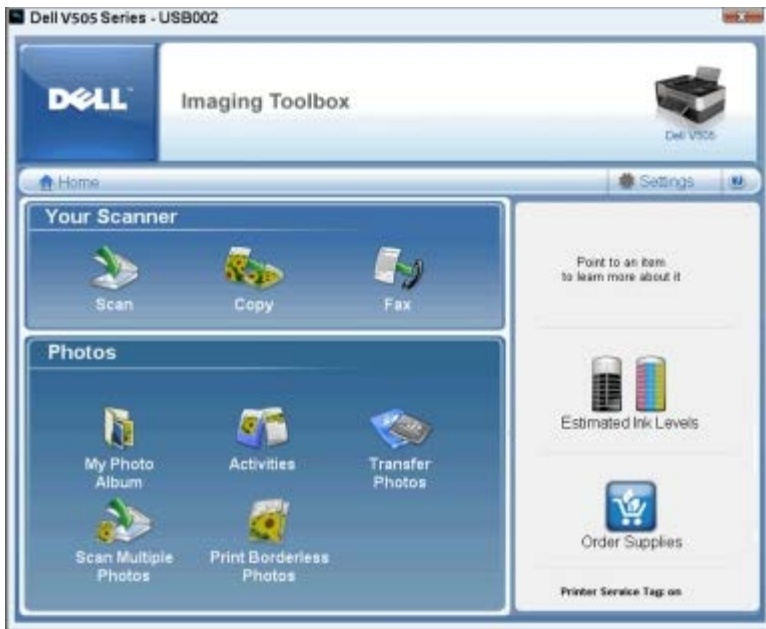 Dell V505 Series - USB002
DELL
Imaging Toolbox
Dell V505
Home
Settings
?
Your Scanner
Scan
Copy
Fax
Photos
My Photo
Album
Activities
Transfer
Photos
Scan Multiple
Photos
Print Borderless
Photos
Point to an item
to learn more about it
Estimated Ink Levels
Order Supplies
Printer Service Tag: on